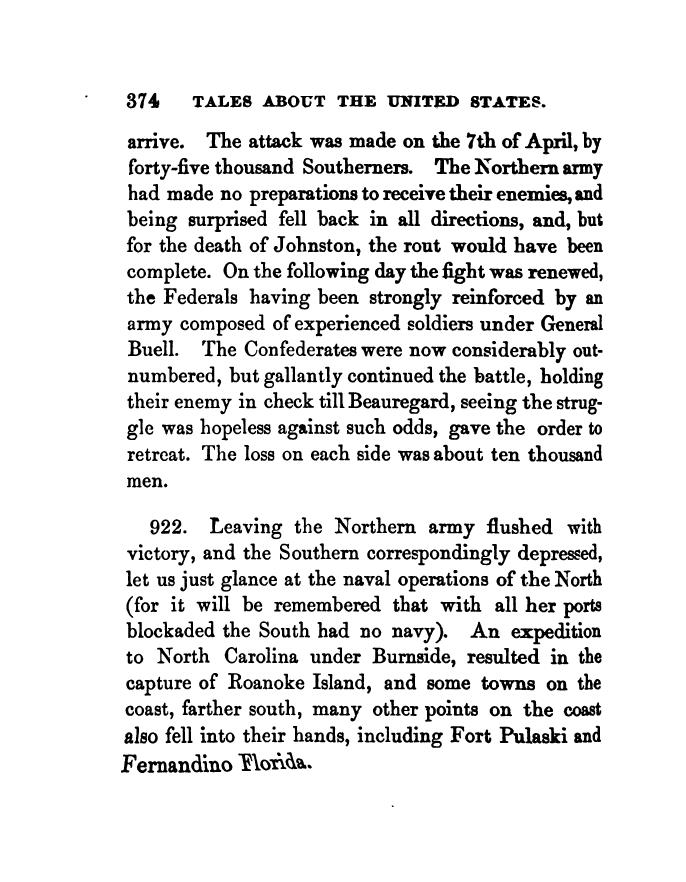 374 TALES ABOUT THE UNITED STATES.
arrive. The attack was made on the 7th of April, by
forty-five thousand Southerners. The Northern army
had made no preparations to receive their enemies, and
being surprised fell back in all directions, and, but
for the death of Johnston, the rout would have been
complete. On the following day the fight was renewed,
the Federals having been strongly reinforced by an
army composed of experienced soldiers under General
Buell. The Confederates were now considerably out-
numbered, but gallantly continued the battle, holding
their enemy in check till Beauregard, seeing the strug-
gle was hopeless against such odds, gave the order to
retreat. The loss on each side was about ten thousand
men.
922. Leaving the Northern army flushed with
victory, and the Southern correspondingly depressed,
let us just glance at the naval operations of the North
(for it will be remembered that with all her ports
blockaded the South had no navy). An expedition
to North Carolina under Burnside, resulted in the
capture of Roanoke Island, and some towns on the
coast, farther south, many other points on the coast
also fell into their hands, including Fort Pulaski and
Fernandino Florida.